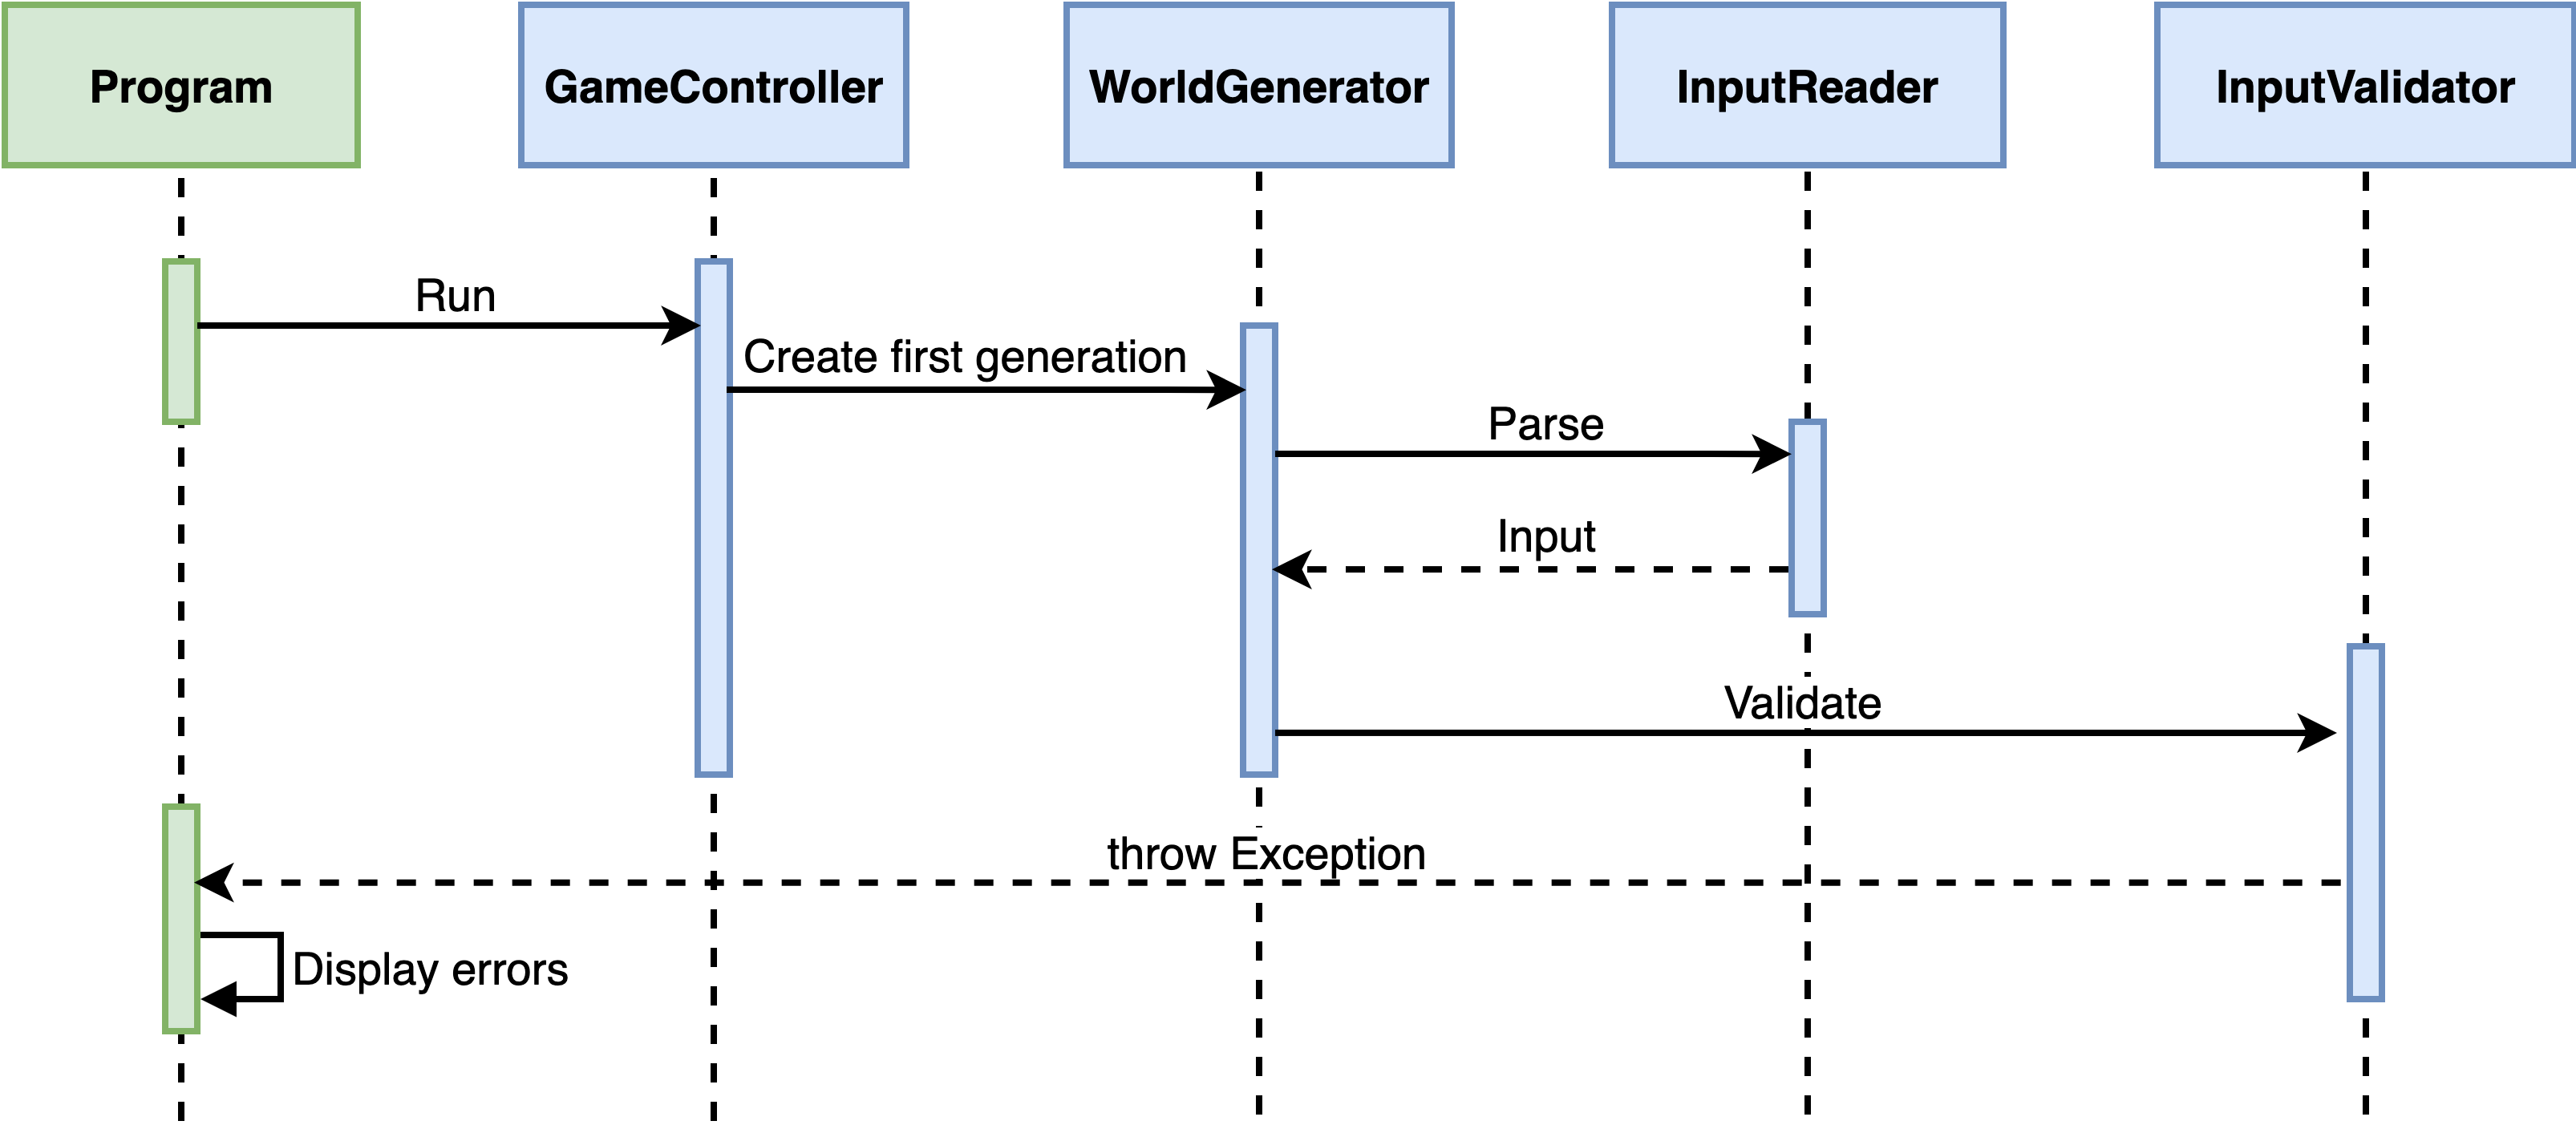 Program
GameController
WorldGenerator
InputReader
InputValidator
Run
Create first generation
Parse
Input
Validate
throw Exception
Display errors